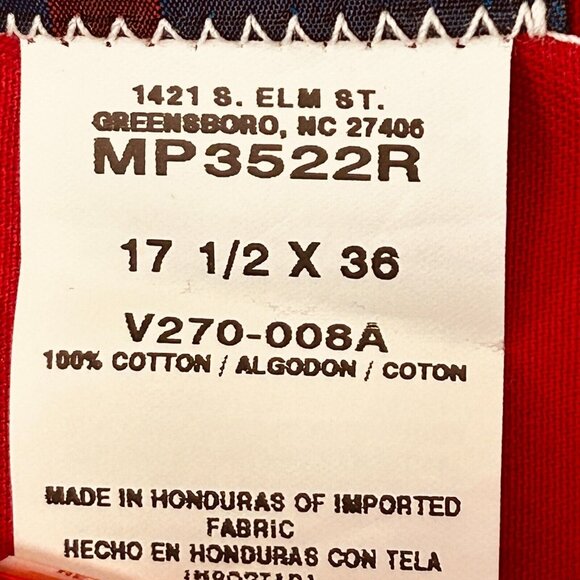 1421 S. ELM ST.
GREENSBORO, NC 27406
MP3522R
17 1/2 X 36
V270-008A
100% COTTON / ALGODON / COTON
MADE IN HONDURAS OF IMPORTED
FABRIC
HECHO EN HONDURAS CON TELA